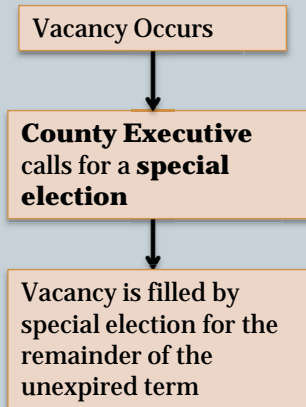 Vacancy Occurs
County Executive
calls for a special
election
Vacancy is filled by
special election for the
remainder of the
unexpired term